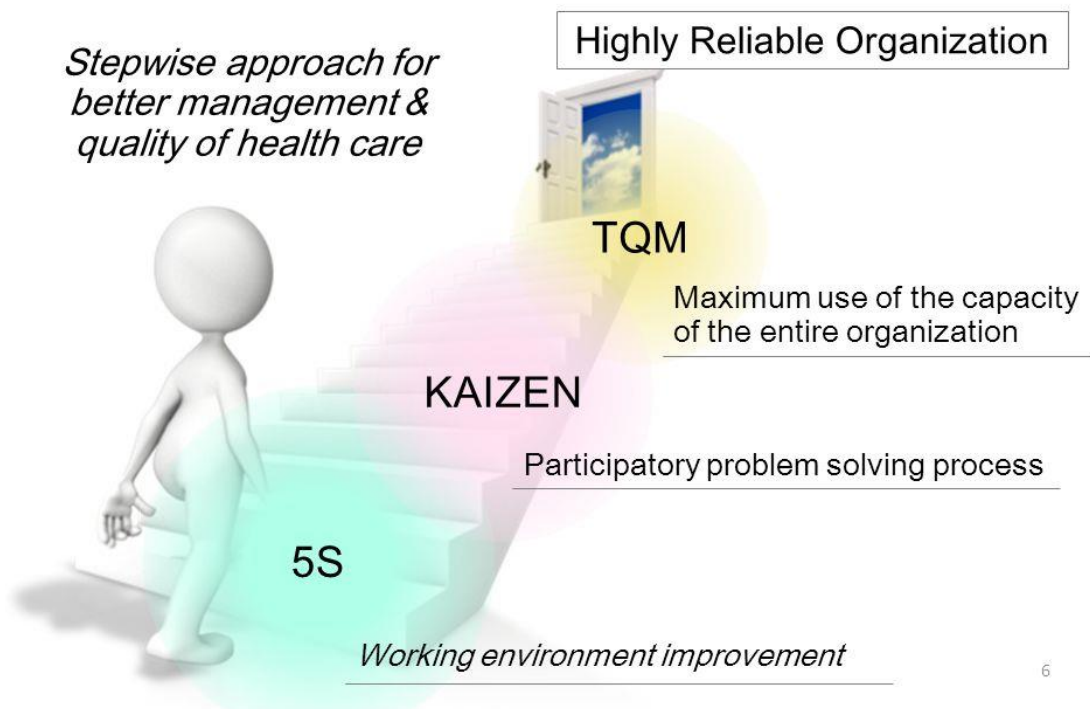 Stepwise approach for
better management &
quality of health care
Highly Reliable Organization
TQM
Maximum use of the capacity
of the entire organization
KAIZEN
Participatory problem solving process
5S
Working environment improvement
6